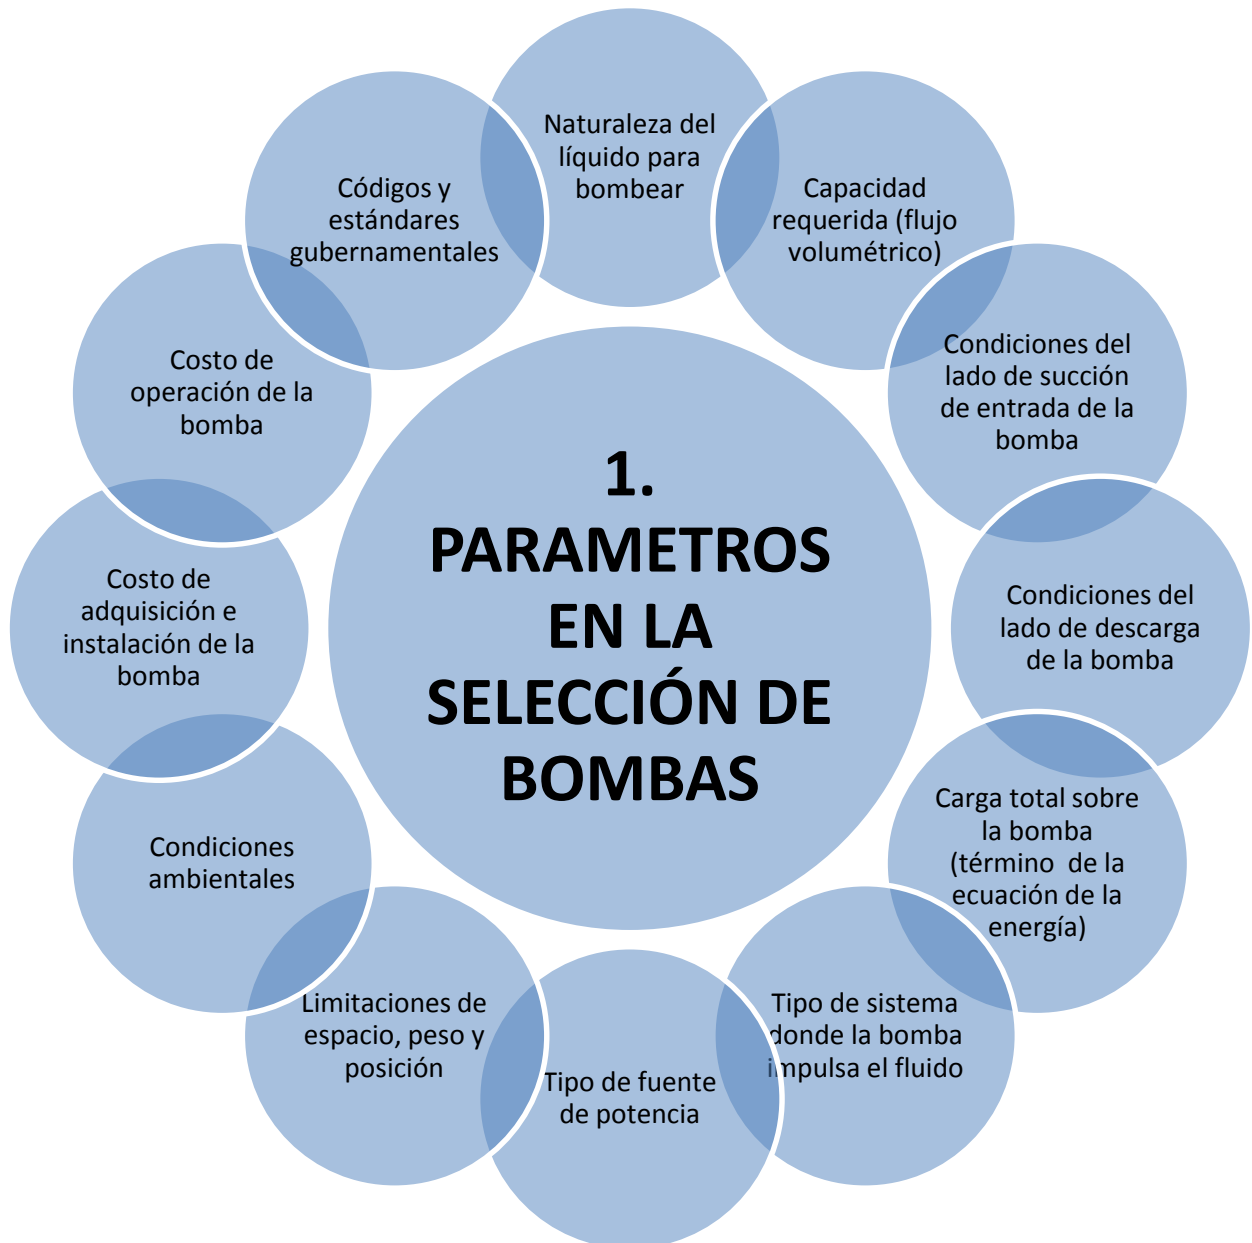 1.
PARAMETROS
EN LA
SELECCIÓN DE
BOMBAS
Naturaleza del
líquido para
bombear
Capacidad
requerida (flujo
volumétrico)
Condiciones del
lado de succión
de entrada de la
bomba
Condiciones del
lado de descarga
de la bomba
Carga total sobre
la bomba
(término de la
ecuación de la
energía)
Tipo de sistema
donde la bomba
impulsa el fluido
Tipo de fuente
de potencia
Limitaciones de
espacio, peso y
posición
Condiciones
ambientales
Costo de
adquisición e
instalación de la
bomba
Costo de
operación de la
bomba
Códigos y
estándares
gubernamentales